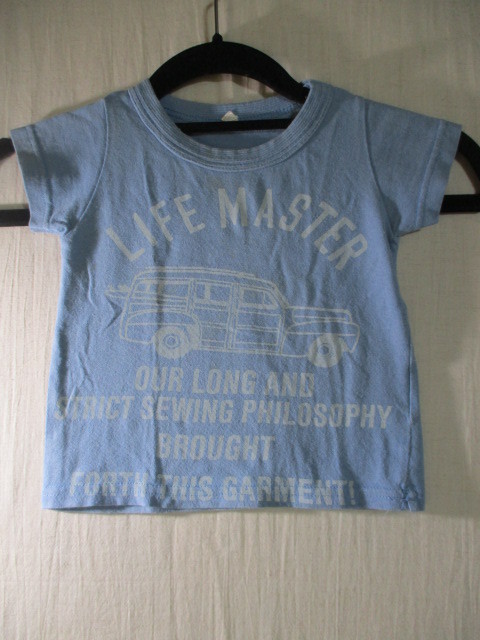 LIFE MASTER
OUR LONG AND
STRICT SEWING PHILOSOPHY
BROUGHT
FORTH THIS GARMENT!